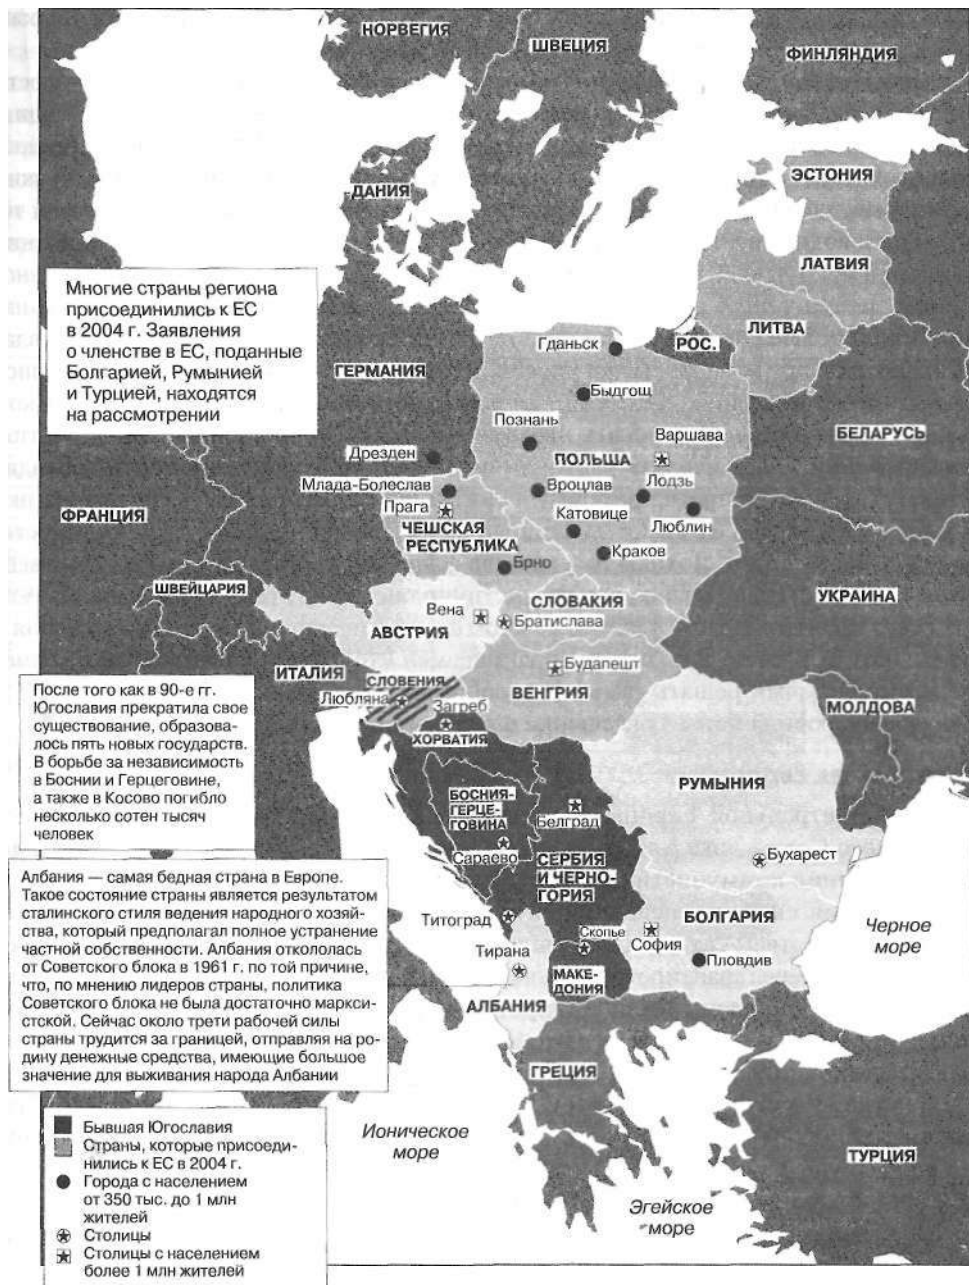 НОРВЕГИЯ
ШВЕЦИЯ
ФИНЛЯНДИЯ
ЭСТОНИЯ
ДАНИЯ
ЛАТВИЯ
Многие страны региона
присоединились к ЕС
в 2004 г. Заявления
о членстве в ЕС, поданные
Болгарией, Румынией
и Турцией, находятся
на рассмотрении
ЛИТВА
Гданьск
РОС.
ГЕРМАНИЯ
Быдгощ
Познань
Варшава
БЕЛАРУСЬ
Дрезден
ПОЛЬША
Млада-Болеслав
Вроцлав
Лодзь
Прага
ФРАНЦИЯ
Катовице
Люблин
ЧЕШСКАЯ
РЕСПУБЛИКА
Краков
Брно
ШВЕЙЦАРИЯ
СЛОВАКИЯ
УКРАИНА
Вена
Братислава
АВСТРИЯ
ИТАЛИЯ
Будапешт
СЛОВЕНИЯ
ВЕНГРИЯ
Любляна
Загреб
МОЛДОВА
ХОРВАТИЯ
После того как в 90-е гг.
Югославия прекратила свое
существование, образова-
лось пять новых государств.
В борьбе за независимость
в Боснии и Герцеговине,
а также в Косово погибло
несколько сотен тысяч
человек
РУМЫНИЯ
БОСНИЯ-
ГЕРЦЕ-
ГОВИНА
Белград
Сараево
СЕРБИЯ
И ЧЕРНО-
ГОРИЯ
Бухарест
Албания — самая бедная страна в Европе.
Такое состояние страны является результатом
сталинского стиля ведения народного хозяй-
ства, который предполагал полное устранение
частной собственности. Албания откололась
от Советского блока в 1961 г. по той причине,
что, по мнению лидеров страны, политика
Советского блока не была достаточно маркси-
стской. Сейчас около трети рабочей силы
страны трудится за границей, отправляя на ро-
дину денежные средства, имеющие большое
значение для выживания народа Албании
Титоград
БОЛГАРИЯ
Черное
море
Скопье
София
Тирана
Пловдив
МАКЕ-
ДОНИЯ
АЛБАНИЯ
ГРЕЦИЯ
Ионическое
море
ТУРЦИЯ
Эгейское
море
Бывшая Югославия
Страны, которые присоеди-
нились к ЕС в 2004 г.
Города с населением
от 350 тыс. до 1 млн
жителей
Столицы
Столицы с населением
более 1 млн жителей